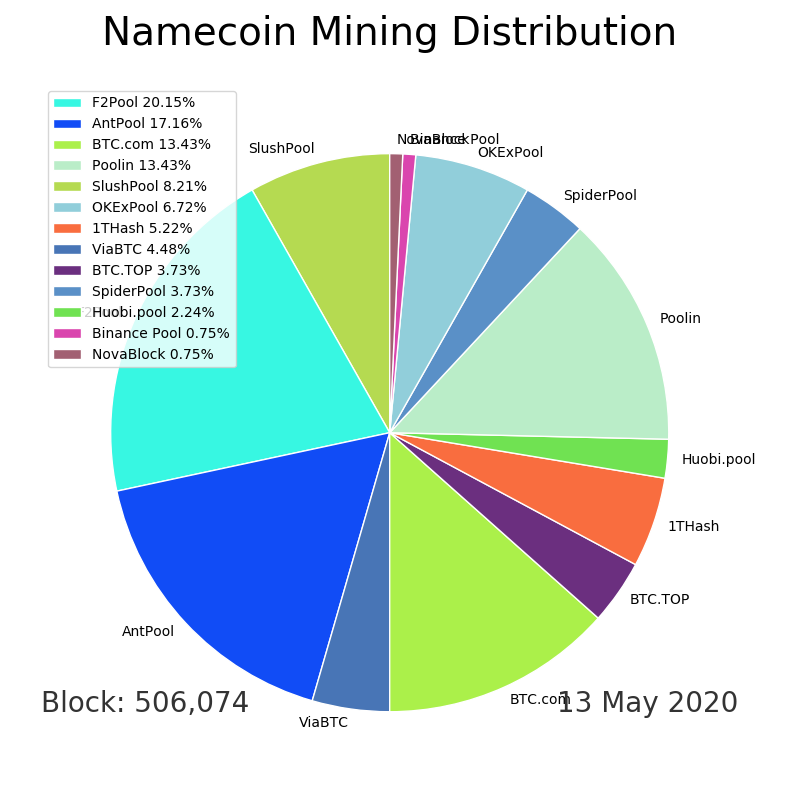 Namecoin Mining Distribution
F2Pool 20.15%
AntPool 17.16%
BTC.com 13.43%
Poolin 13.43%
SlushPool 8.21%
OKExPool 6.72%
1THash 5.22%
ViaBTC 4.48%
BTC.TOP 3.73%
SpiderPool 3.73%
Huobi.pool 2.24%
Binance Pool 0.75%
NovaBlock 0.75%
SlushPool
NovaBlock
Binance Pool
OKExPool
SpiderPool
Poolin
Huobi.pool
1THash
BTC.TOP
BTC.com
ViaBTC
AntPool
Block: 506,074
13 May 2020